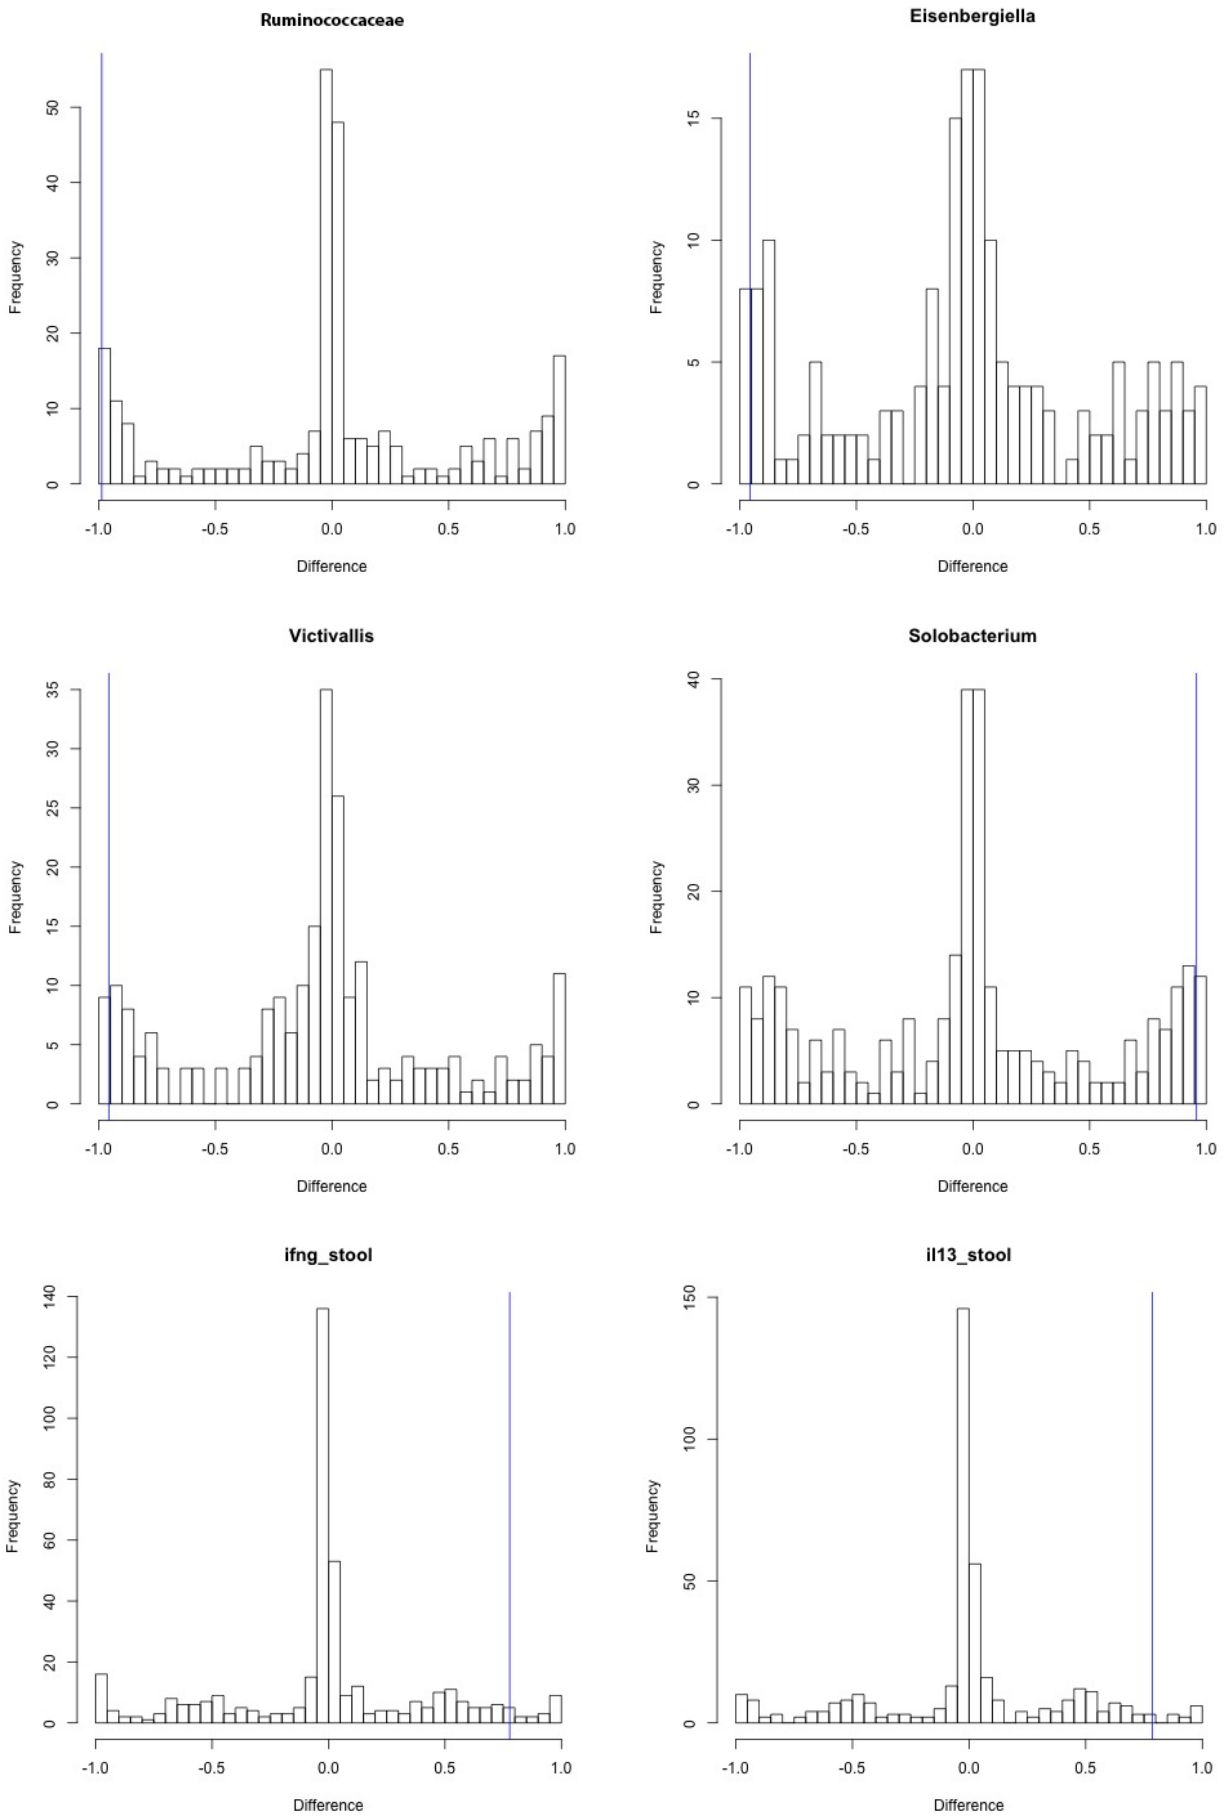 Ruminococcaceae
Frequency
0 10 20 30 40 50
-1.0 -0.5 0.0 0.5 1.0
Difference
Eisenbergiella
Frequency
0 5 10 15
-1.0 -0.5 0.0 0.5 1.0
Difference
Victivallis
Frequency
0 5 10 15 20 25 30 35
-1.0 -0.5 0.0 0.5 1.0
Difference
Solobacterium
Frequency
0 10 20 30 40
-1.0 -0.5 0.0 0.5 1.0
Difference
ifng_stool
Frequency
0 20 40 60 80 100 120 140
-1.0 -0.5 0.0 0.5 1.0
Difference
il13_stool
Frequency
0 50 100 150
-1.0 -0.5 0.0 0.5 1.0
Difference